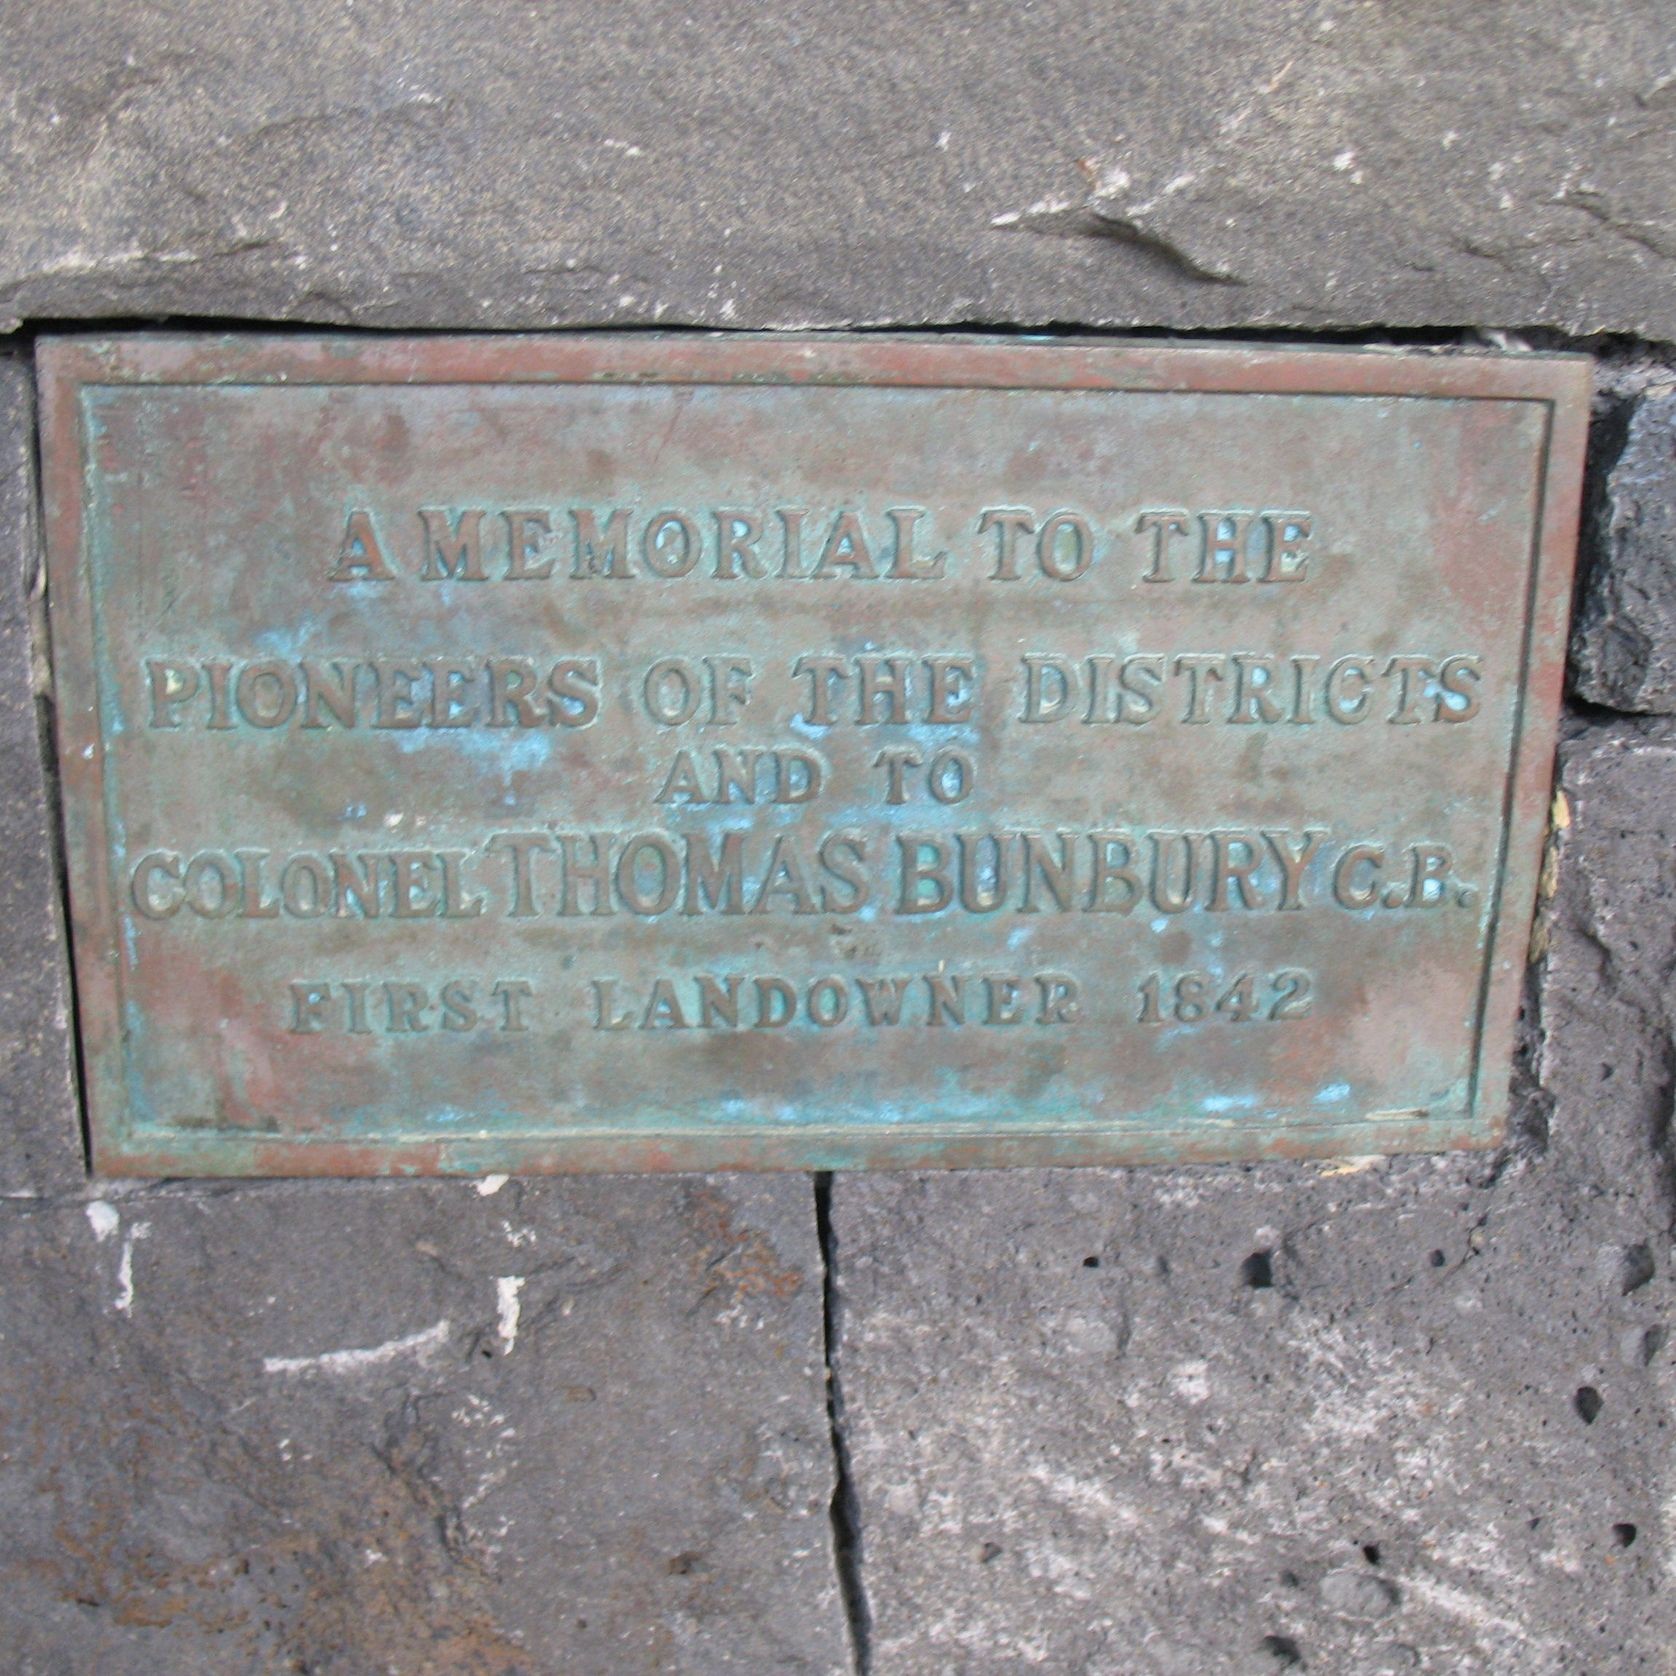 A MEMORIAL TO THE
PIONEERS OF THE DISTRICTS
AND TO
COLONEL THOMAS BUNBURY C.B.
FIRST LANDOWNER 1842